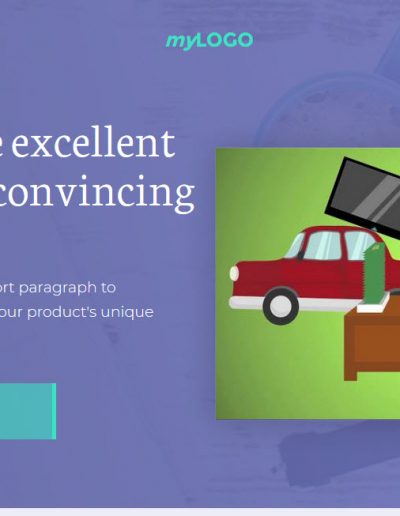 myLOGO
e excellent
convincing
ort paragraph to
our product's unique